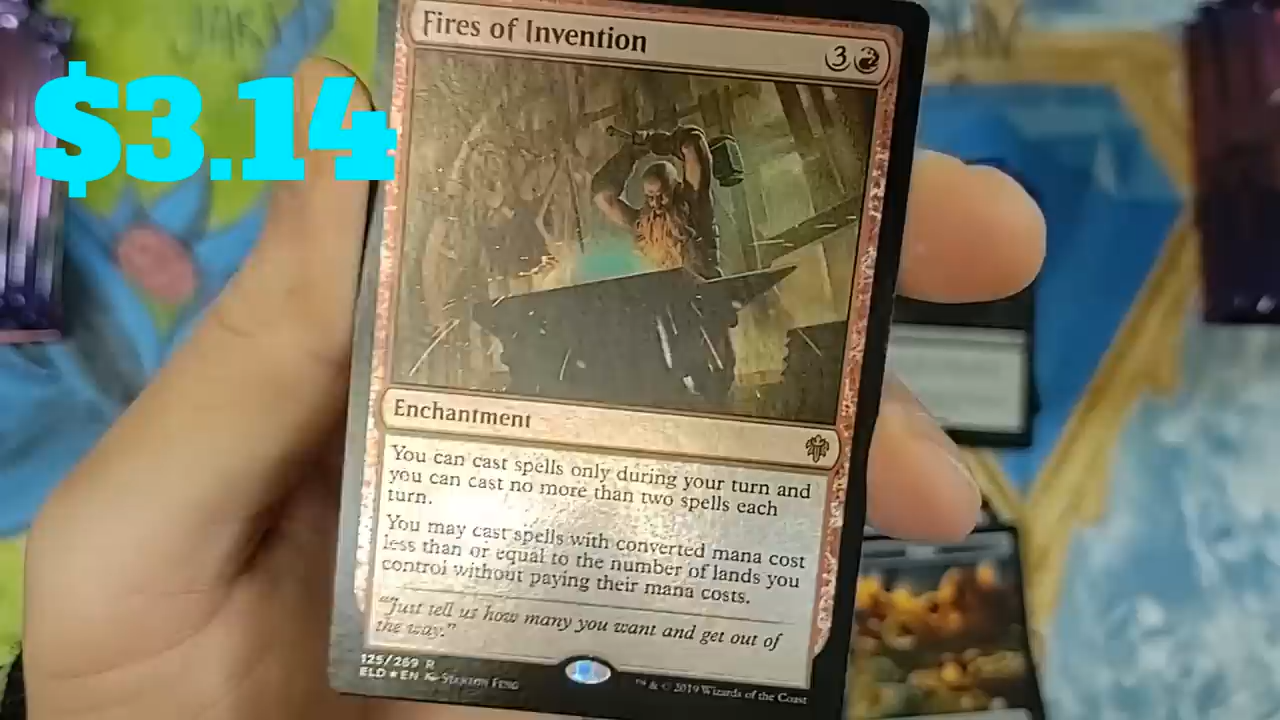 Fires of Invention
3
$3.14
Enchantment
You can cast spells only during your turn and
you can cast no more than two spells each
turn.
You may cast spells with converted mana cost
less than or equal to the number of lands you
control without paying their mana costs.
"Just tell us how many you want and get out of
the way."
125/269 R
ELD★EN Stanton Feng
™ & © 2019 Wizards of the Coast